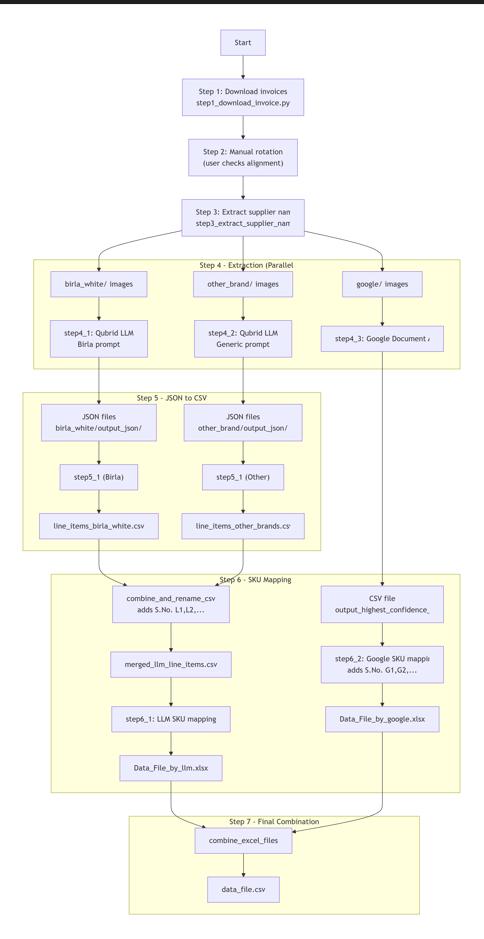 Start
Step 1: Download invoices
step1_download_invoice.py
Step 2: Manual rotation
(user checks alignment)
Step 3: Extract supplier nan
step3_extract_supplier_nam
Step 4 - Extraction (Parallel
birla_white/ images
other_brand/ images
google/ images
step4_1: Qubrid LLM
Birla prompt
step4_2: Qubrid LLM
Generic prompt
step4_3: Google Document A
Step 5 - JSON to CSV
JSON files
birla_white/output_json/
JSON files
other_brand/output_json/
step5_1 (Birla)
step5_1 (Other)
line_items_birla_white.csv
line_items_other_brands.cs
Step 6 - SKU Mapping
combine_and_rename_csv
adds S.No. L1,L2,...
CSV file
output_highest_confidence_
merged_llm_line_items.csv
step6_2: Google SKU mappin
adds S.No. G1,G2,...
step6_1: LLM SKU mapping
Data_File_by_google.xlsx
Data_File_by_llm.xlsx
Step 7 - Final Combination
combine_excel_files
data_file.csv